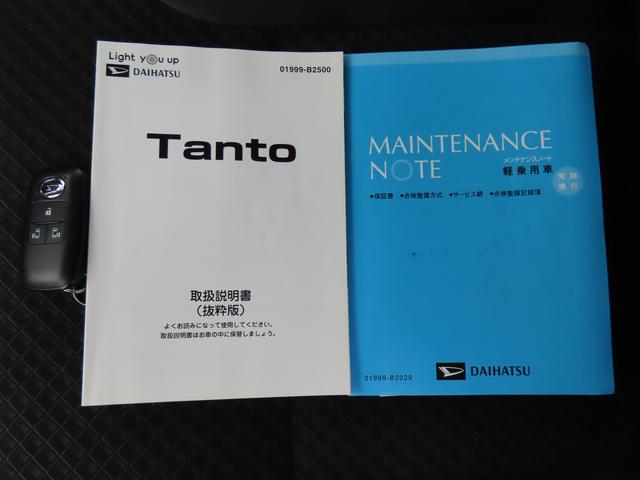 Light you up
DAIHATSU
01999-B2500
Tanto
取扱説明書
（抜粋版）
よくお読みになって使用してください。
取扱説明書はお車の中に保管しましょう。
MAINTENANCE
NOTE
メンテナンスノート
軽乗用車
常時
携行
●保証書 ●点検整備方式 ●サービス網 ●点検整備記録簿
DAIHATSU
01989-B2029